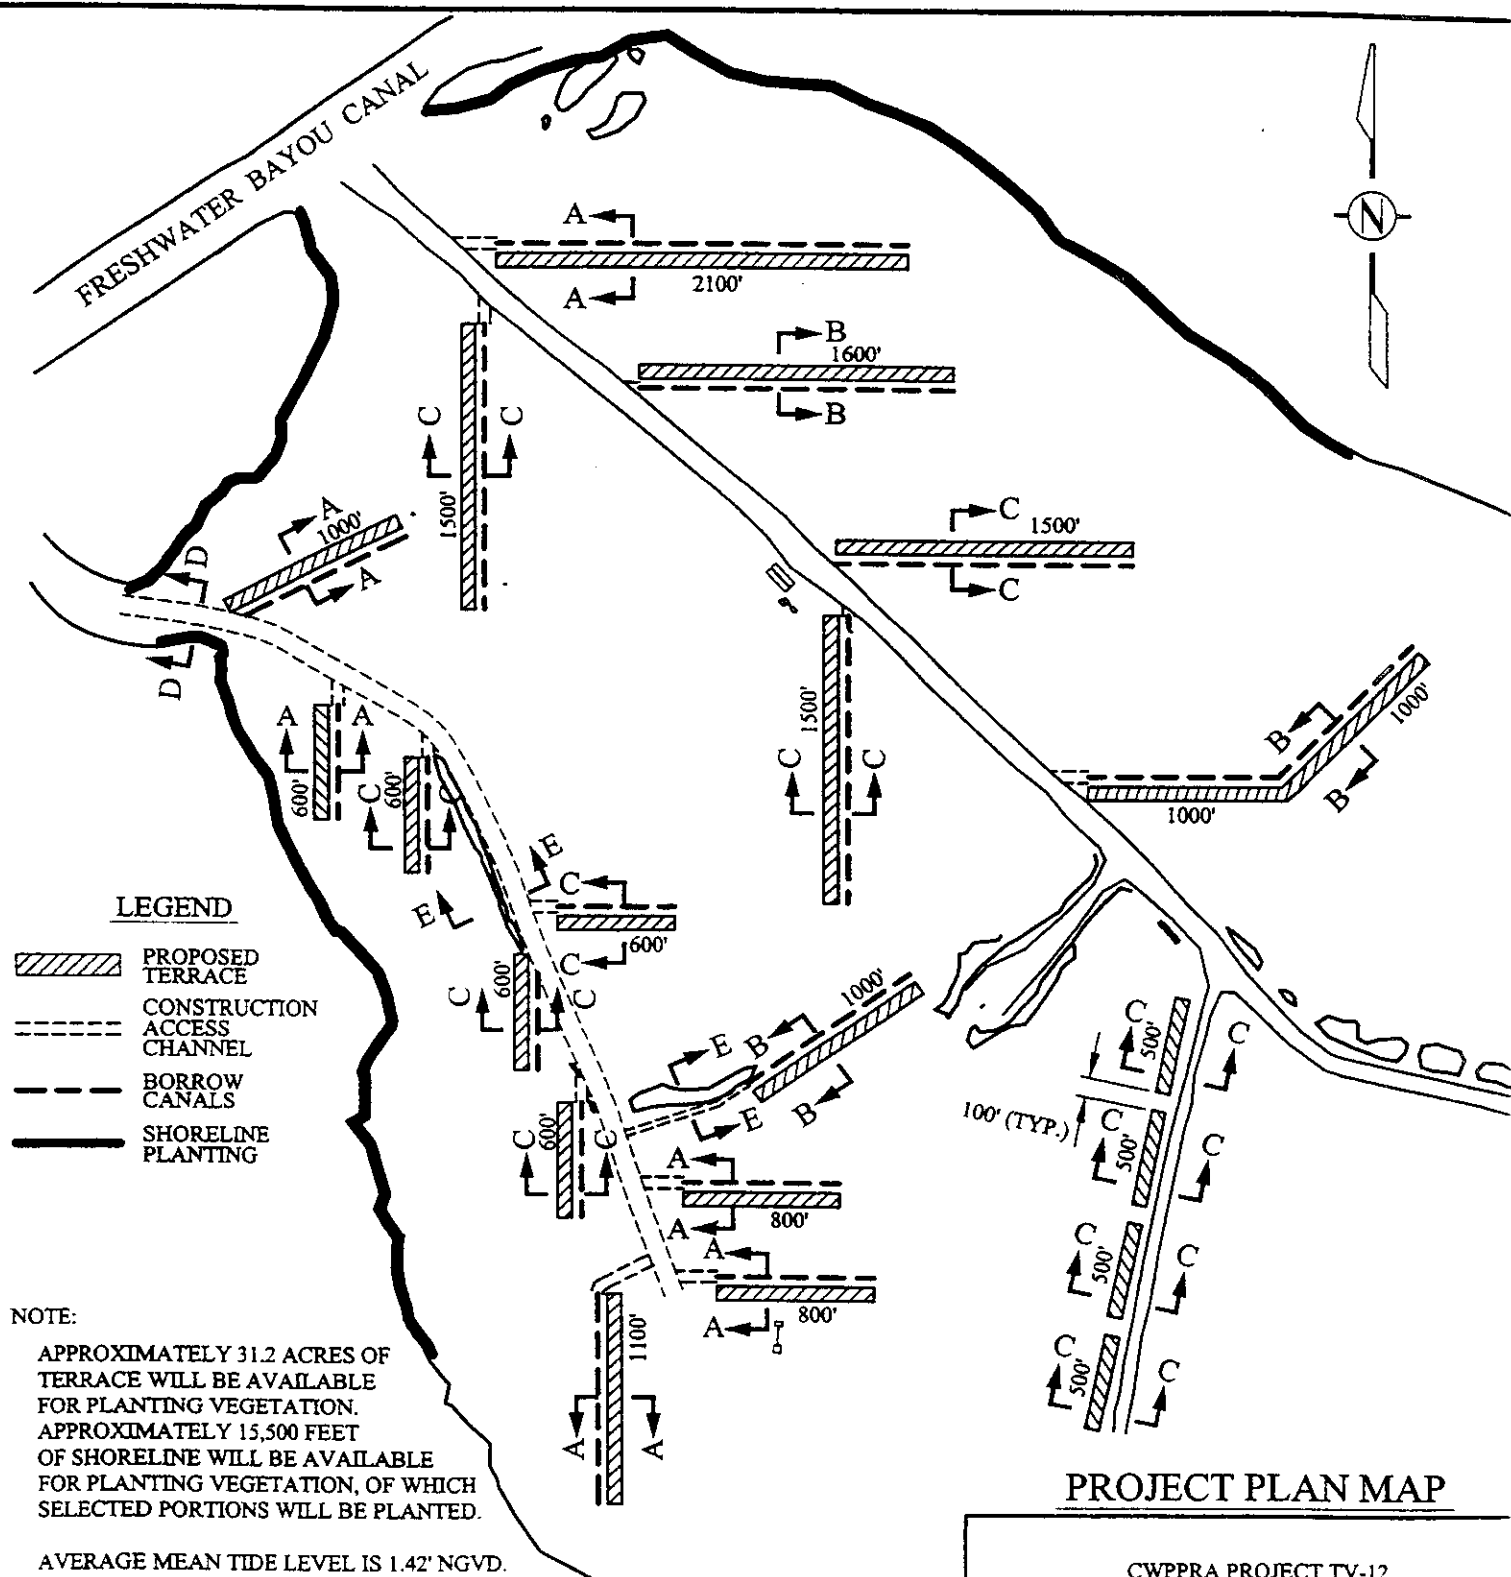 FRESHWATER BAYOU CANAL
N
A
A
2100'
B
1600'
B
C
C
1500'
A
1000'
A
D
D
C
1500'
C
1500'
C
C
B
1000'
B
1000'
A
A
600'
C
600'
C
E
E
C
600'
C
600'
C
C
1000'
B
B
E
E
C
600'
C
A
800'
A
A
800'
A
1100'
A
A
C
500'
C
100' (TYP.)
C
500'
C
C
500'
C
C
500'
C
LEGEND
PROPOSED
TERRACE
CONSTRUCTION
ACCESS
CHANNEL
BORROW
CANALS
SHORELINE
PLANTING
NOTE:
APPROXIMATELY 31.2 ACRES OF
TERRACE WILL BE AVAILABLE
FOR PLANTING VEGETATION.
APPROXIMATELY 15,500 FEET
OF SHORELINE WILL BE AVAILABLE
FOR PLANTING VEGETATION, OF WHICH
SELECTED PORTIONS WILL BE PLANTED.
AVERAGE MEAN TIDE LEVEL IS 1.42' NGVD.
PROJECT PLAN MAP
CWPPRA PROJECT TV-12